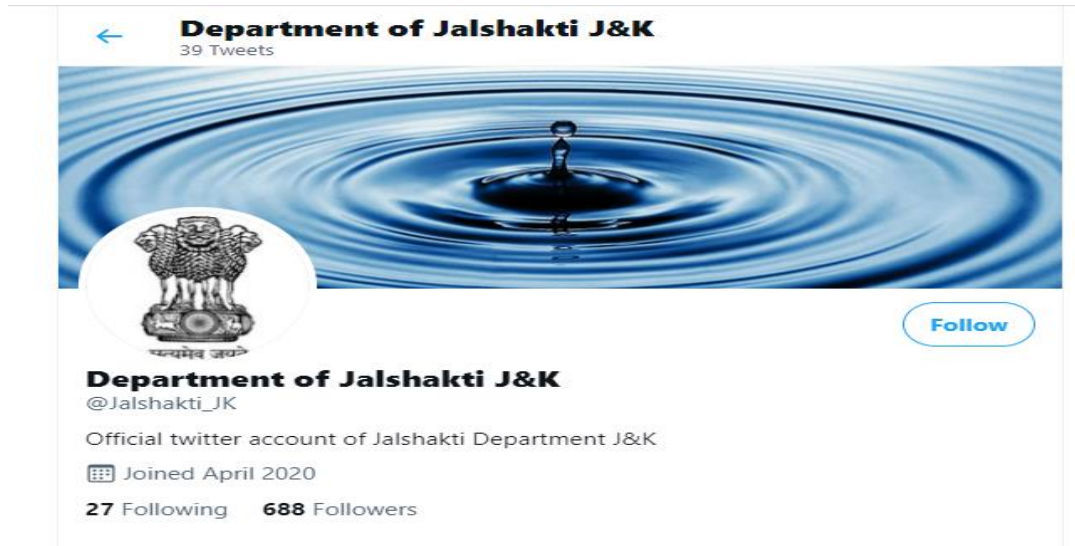 Department of Jalshakti J&K
39 Tweets
सत्यमेव जयते
Follow
Department of Jalshakti J&K
@Jalshakti_JK
Official twitter account of Jalshakti Department J&K
Joined April 2020
27 Following 688 Followers